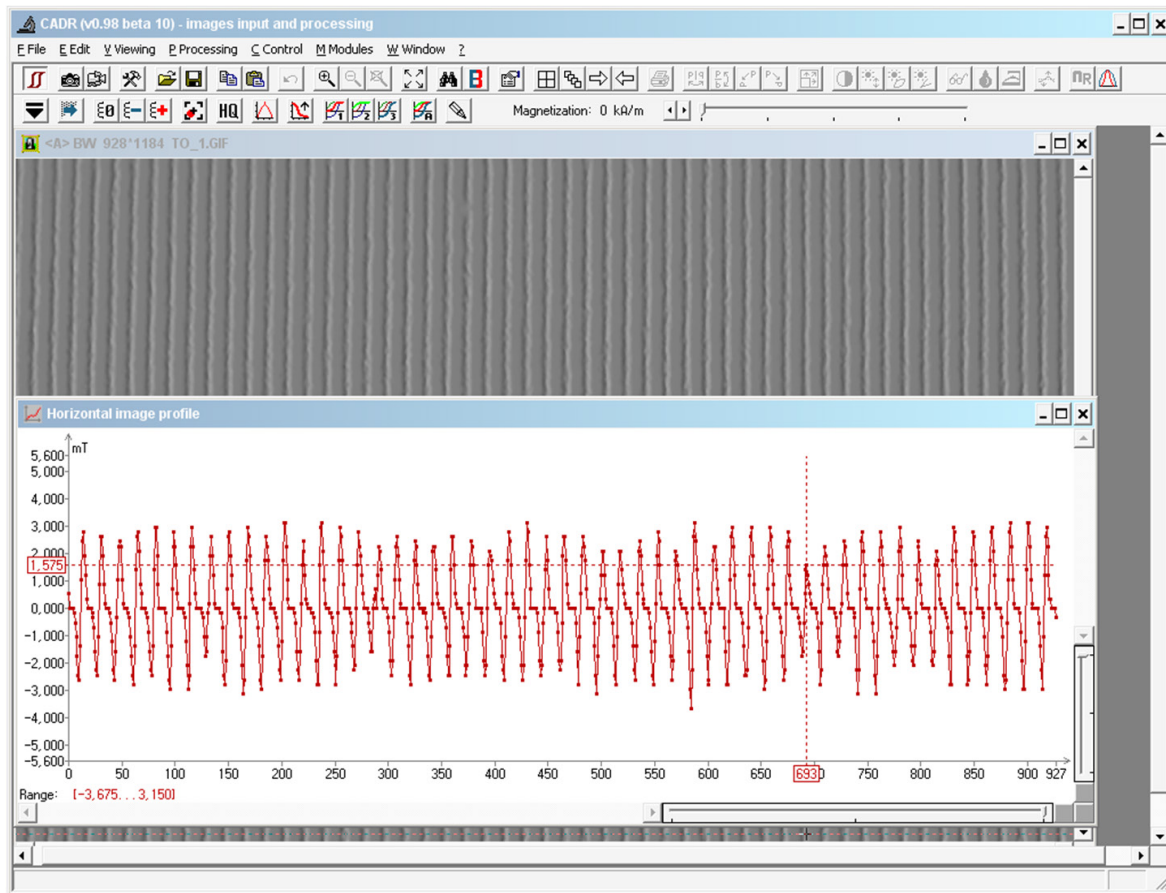 CADR (v0.98 beta 10) - images input and processing
F File E Edit V Viewing P Processing C Control M Modules W Window ?
HQ Magnetization: 0 kA/m
<A> BW 928*1184 TO_1.GIF
Horizontal image profile
mT
5,600
5,000
4,000
3,000
2,000
1,575
1,000
0,000
-1,000
-2,000
-3,000
-4,000
-5,000
-5,600
0 50 100 150 200 250 300 350 400 450 500 550 600 650 693 750 800 850 900 927
Range: [-3,675...3,150]